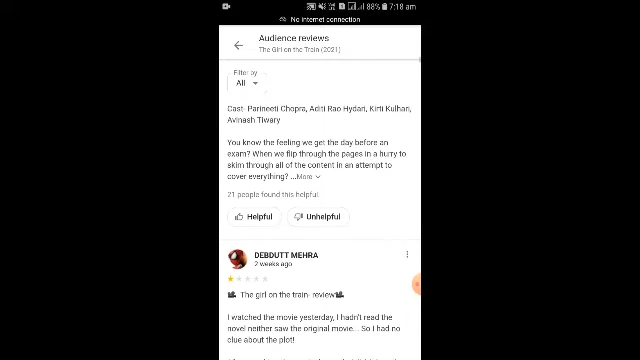 88% 7:18 am
No internet connection
Audience reviews
The Girl on the Train (2021)
Filter by
All
Cast- Parineeti Chopra, Aditi Rao Hydari, Kirti Kulhari,
Avinash Tiwary
You know the feeling we get the day before an
exam? When we flip through the pages in a hurry to
skim through all of the content in an attempt to
cover everything? ...More
21 people found this helpful.
Helpful
Unhelpful
DEBDUTT MEHRA
2 weeks ago
The girl on the train- review
I watched the movie yesterday, I hadn't read the
novel neither saw the original movie... So I had no
clue about the plot!